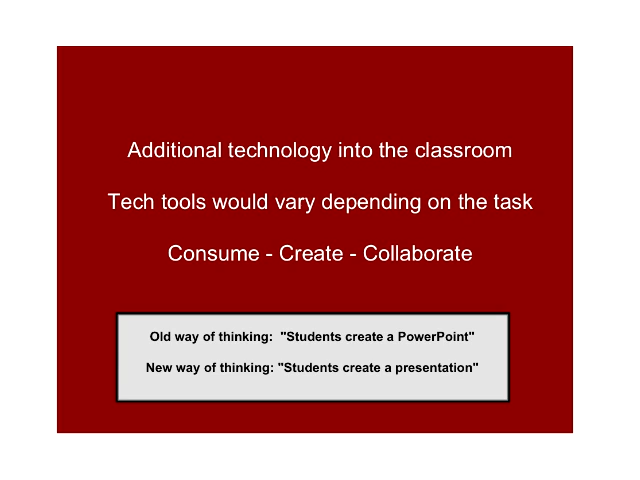 Additional technology into the classroom
Tech tools would vary depending on the task
Consume - Create - Collaborate
Old way of thinking:  "Students create a PowerPoint"
New way of thinking: "Students create a presentation"